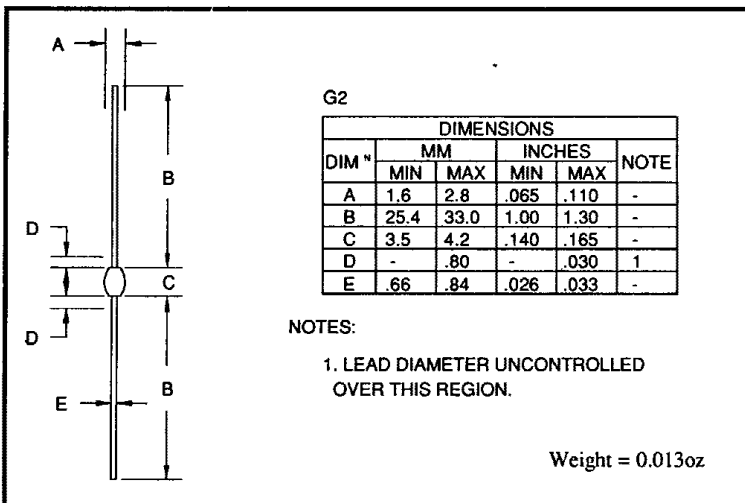 A
B
D
C
D
B
E
G2
DIMENSIONS
DIM " MM INCHES NOTE
MIN MAX MIN MAX
A 1.6 2.8 .065 .110 -
B 25.4 33.0 1.00 1.30 -
C 3.5 4.2 .140 .165 -
D - .80 - .030 1
E .66 .84 .026 .033 -
NOTES:
1. LEAD DIAMETER UNCONTROLLED
OVER THIS REGION.
Weight = 0.013oz